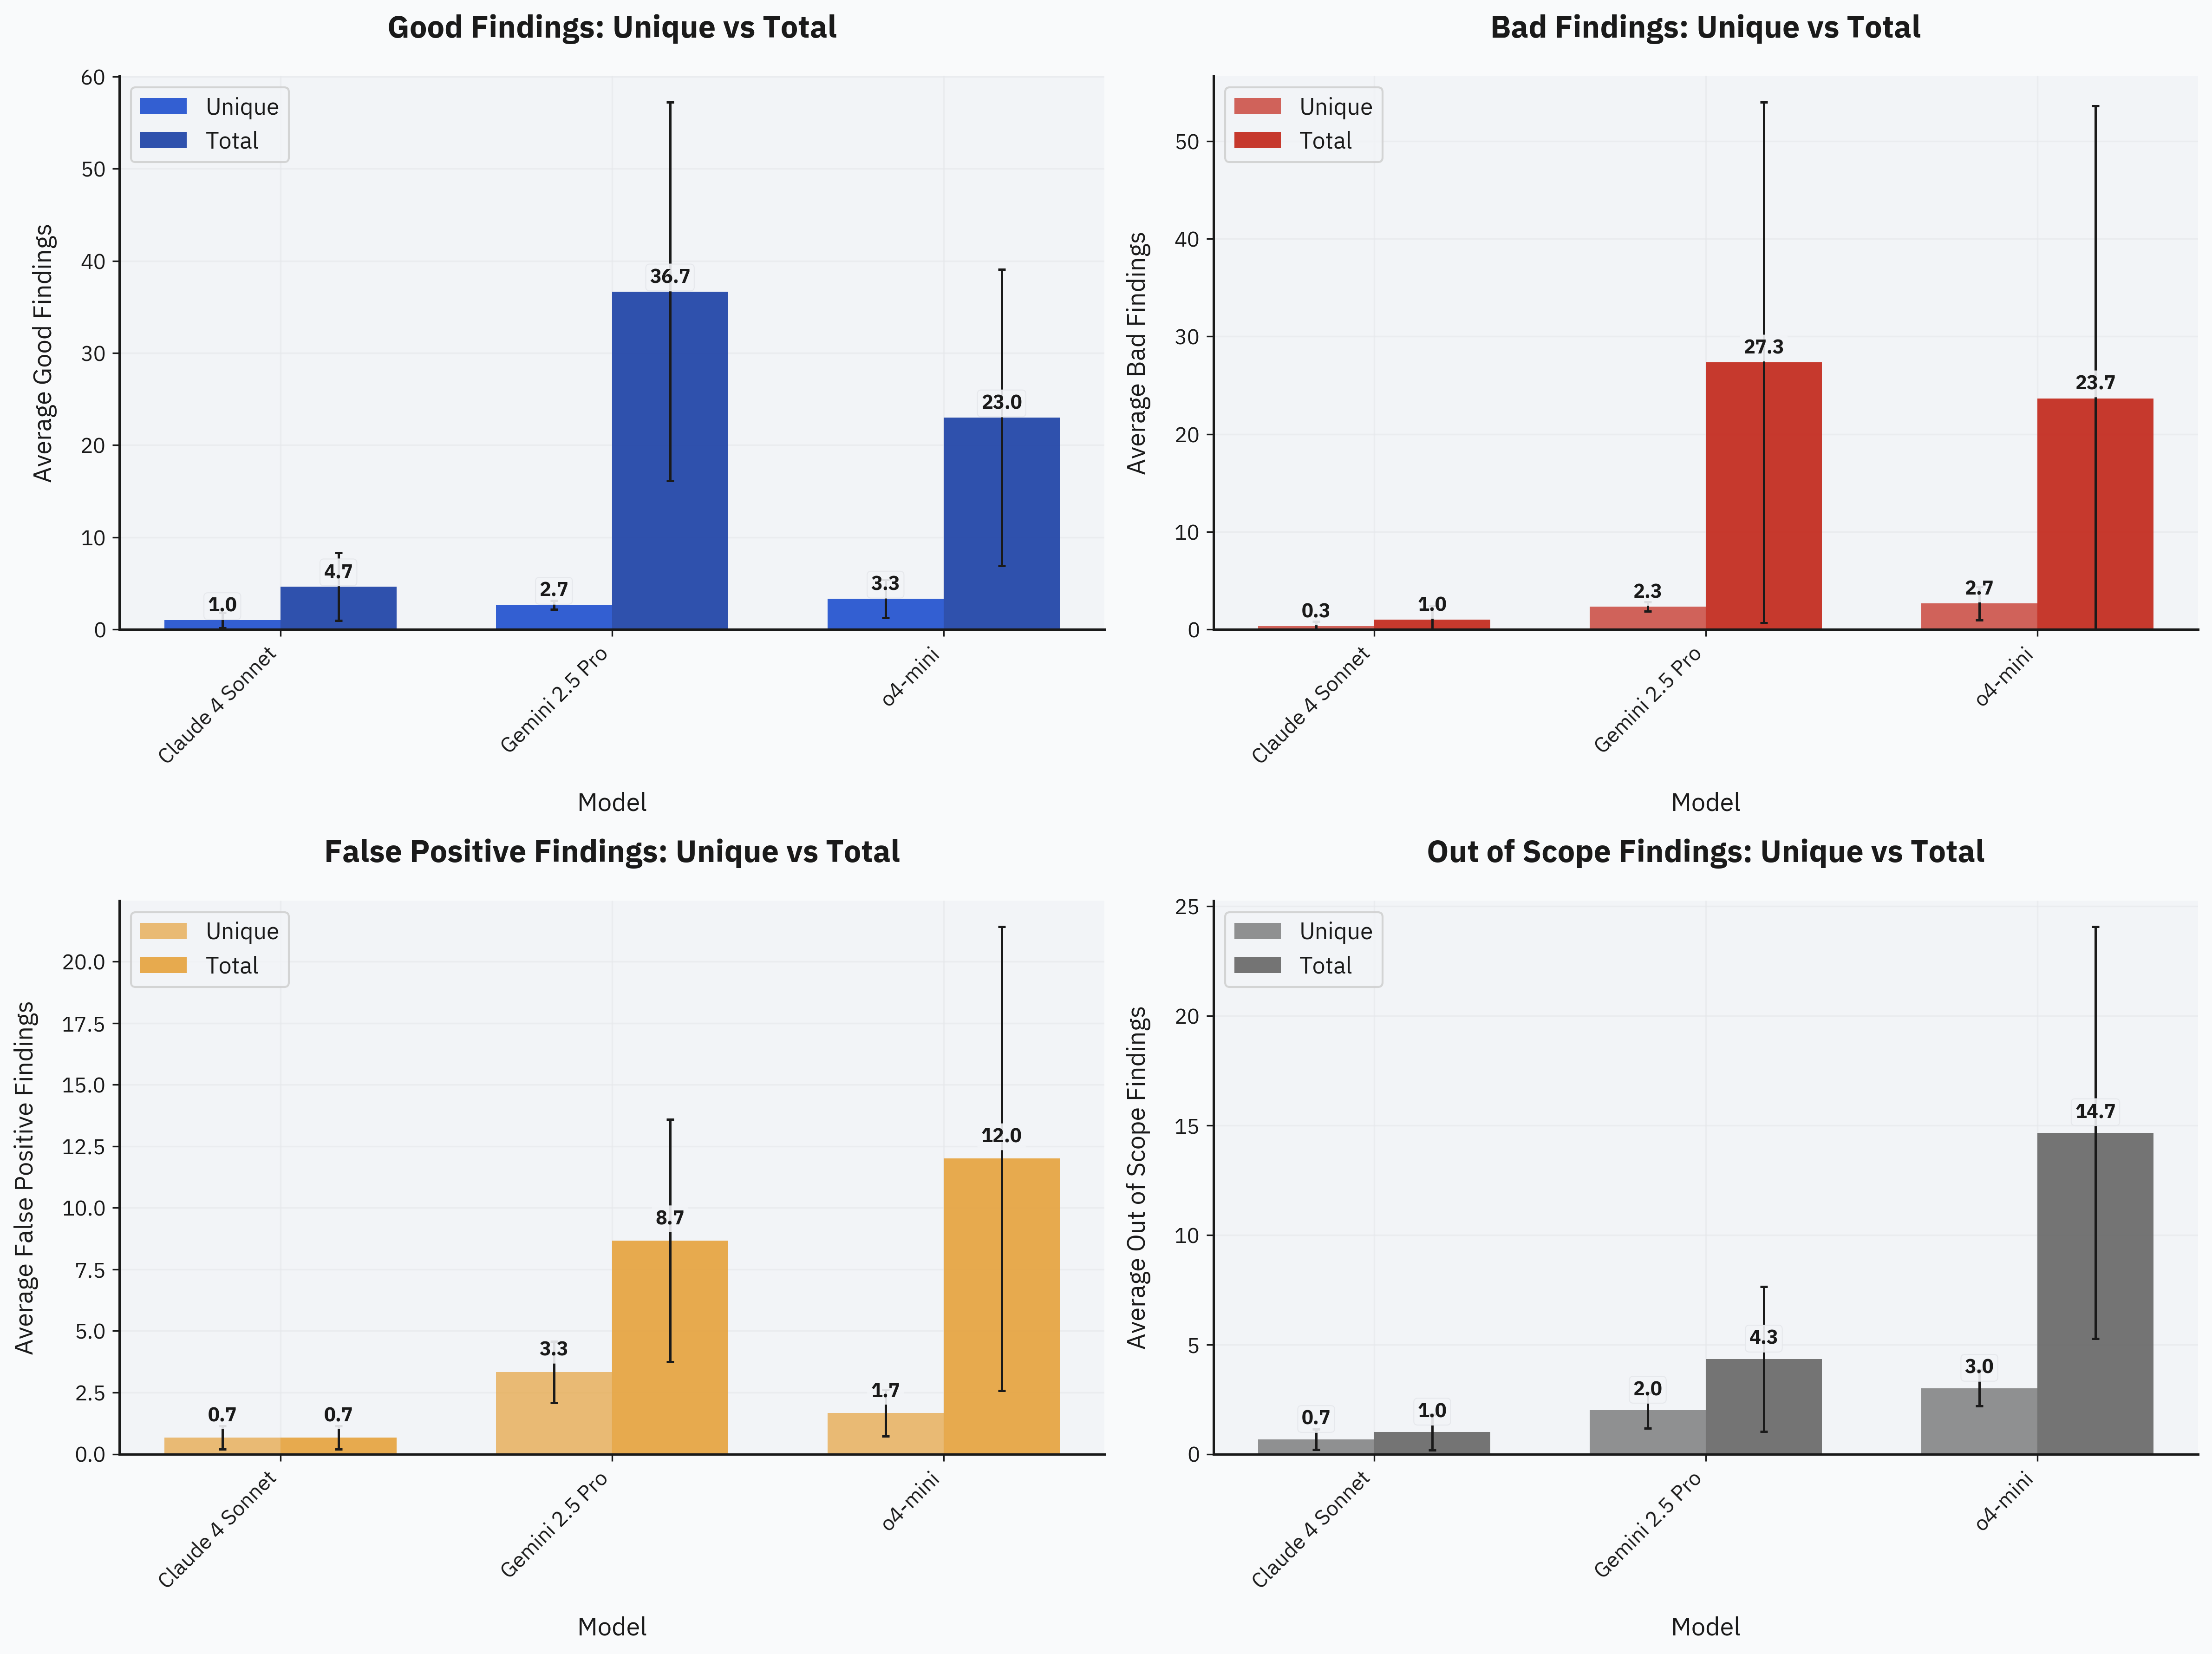 Good Findings: Unique vs Total
Unique
Total
Average Good Findings
60
50
40
30
20
10
0
1.0
4.7
2.7
36.7
3.3
23.0
Claude 4 Sonnet
Gemini 2.5 Pro
o4-mini
Model
Bad Findings: Unique vs Total
Unique
Total
Average Bad Findings
50
40
30
20
10
0
0.3
1.0
2.3
27.3
2.7
23.7
Claude 4 Sonnet
Gemini 2.5 Pro
o4-mini
Model
False Positive Findings: Unique vs Total
Unique
Total
Average False Positive Findings
20.0
17.5
15.0
12.5
10.0
7.5
5.0
2.5
0.0
0.7
0.7
3.3
8.7
1.7
12.0
Claude 4 Sonnet
Gemini 2.5 Pro
o4-mini
Model
Out of Scope Findings: Unique vs Total
Unique
Total
Average Out of Scope Findings
25
20
15
10
5
0
0.7
1.0
2.0
4.3
3.0
14.7
Claude 4 Sonnet
Gemini 2.5 Pro
o4-mini
Model